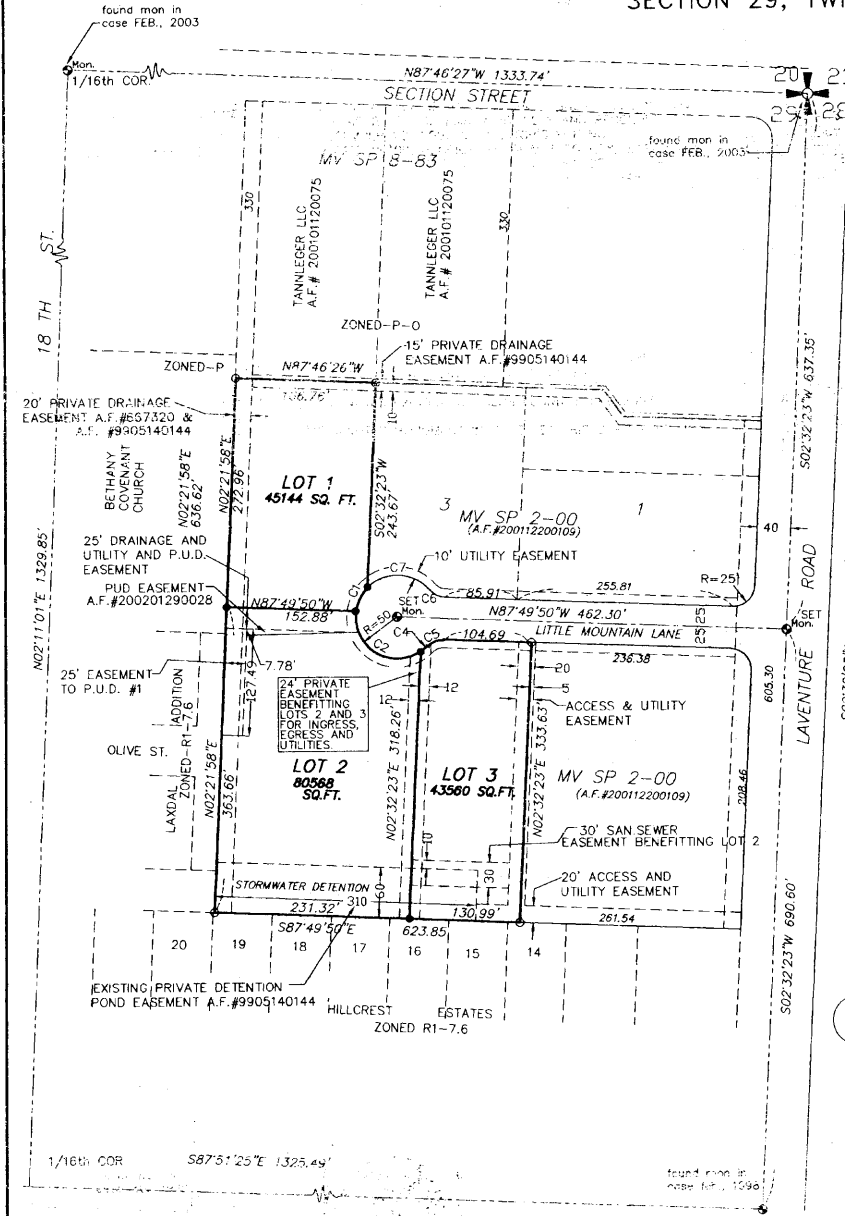 SECTION 29,
found mon in
case FEB., 2003
Mon.
1/16th COR.
N87°46'27"W 1333.74'
SECTION STREET
20
29
28
found mon in
case FEB., 2003
MV SP 8-83
330
TANNLEGER LLC
A.F.# 200101120075
TANNLEGER LLC
A.F.# 200101120075
330
18 TH ST.
ZONED-P-O
15' PRIVATE DRAINAGE
EASEMENT A.F.#9905140144
ZONED-P
N87°46'26"W
10
20' PRIVATE DRAINAGE
EASEMENT A.F.#667320 &
A.F. #9905140144
S02°32'23"W 637.35'
BETHANY
COVENANT
CHURCH
N02°21'58"E
636.62'
N02°21'58"E
272.96'
LOT 1
45144 SQ. FT.
S02°32'23"W
243.67
3
MV SP 2-00
(A.F.#200112200109)
1
40
25' DRAINAGE AND
UTILITY AND P.U.D.
EASEMENT
C7
10' UTILITY EASEMENT
R=25'
PUD EASEMENT
A.F.#200201290028
C1
85.91
255.81
N02°11'01"E 1329.85'
N87°49'50"W
152.88'
SET
Mon.
C6
N87°49'50"W 462.30'
25
25
SET
Mon.
R=50
C4
C5
C2
104.69
LITTLE MOUNTAIN LANE
236.38
LAVENTURE ROAD
605.30
7.78'
127.49
25' EASEMENT
TO P.U.D. #1
24' PRIVATE
EASEMENT
BENEFITTING
LOTS 2 AND 3
FOR INGRESS,
EGRESS AND
UTILITIES.
12
12
20
5
ACCESS & UTILITY
EASEMENT
LAXDAL ADDITION
ZONED-R1-7.6
OLIVE ST.
N02°21'58"E
363.66'
LOT 2
80568
SQ.FT.
N02°32'23"E 318.26'
LOT 3
43560 SQ.FT.
N02°32'23"E 333.63'
MV SP 2-00
(A.F.#200112200109)
208.46
30' SAN.SEWER
EASEMENT BENEFITTING LOT 2
10
30
20' ACCESS AND
UTILITY EASEMENT
STORMWATER DETENTION
60
310
231.32'
130.99'
261.54
S87°49'50"E
623.85
S02°32'23"W 690.60'
20
19
18
17
16
15
14
EXISTING PRIVATE DETENTION
POND EASEMENT A.F.#9905140144
HILLCREST ESTATES
ZONED R1-7.6
1/16th COR
S87°51'25"E 1325.49'
found mon in